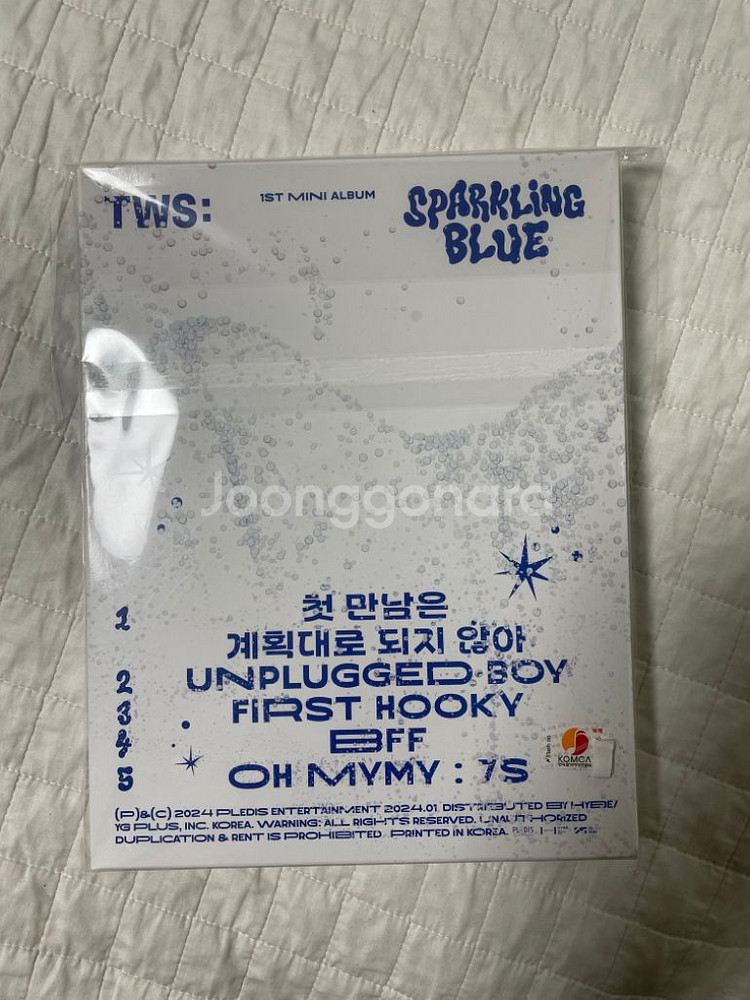 TWS:
1ST MINI ALBUM
SPARKLiNG
BLUE
Joonggonara
1
첫 만남은
계획대로 되지 않아
2
UNPLUGGED BOY
3
FIRST HOOKY
4
BFF
5
OH MYMY : 7S
KOMCA
(P)&(C) 2024 PLEDIS ENTERTAINMENT 2024.01. DISTRIBUTED BY HYBE/
YG PLUS, INC. KOREA. WARNING: ALL RIGHTS RESERVED. UNAUTHORIZED
DUPLICATION & RENT IS PROHIBITED. PRINTED IN KOREA.